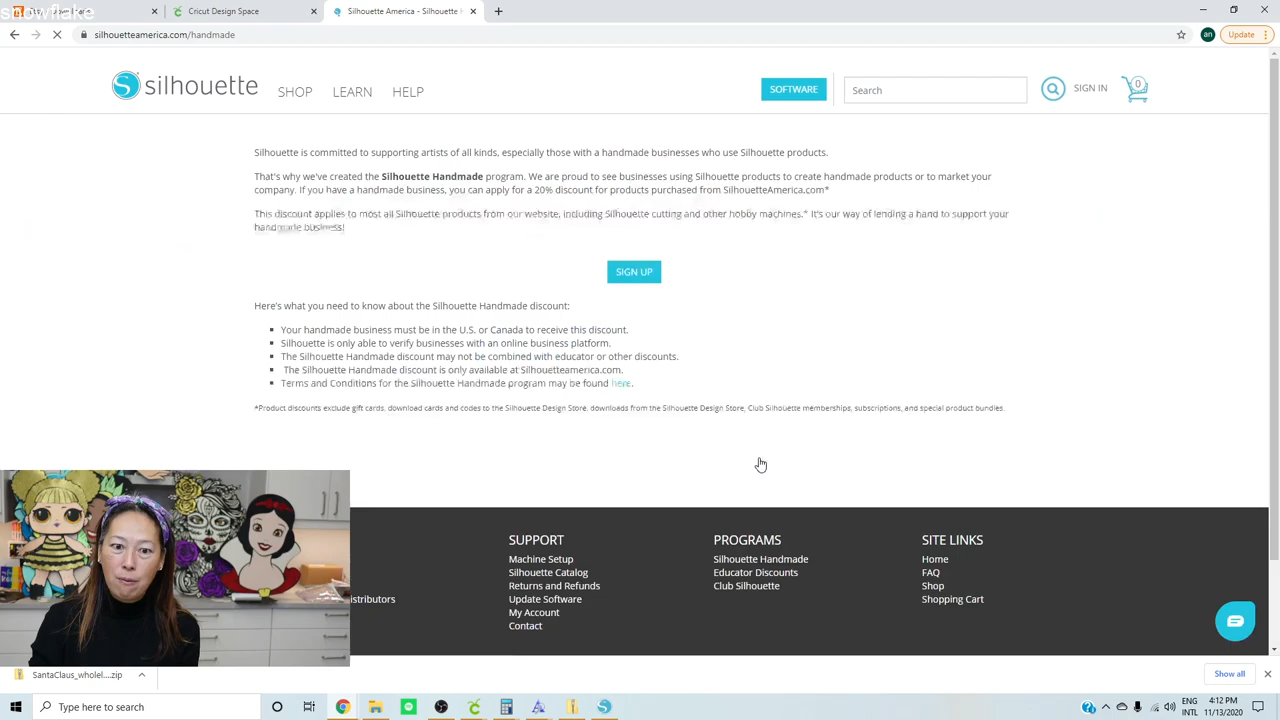 Snowflake
Cricut Design Space
Silhouette America - Silhouette H
silhouetteamerica.com/handmade
an
Update
silhouette
SHOP
LEARN
HELP
SOFTWARE
Search
SIGN IN
0
Silhouette is committed to supporting artists of all kinds, especially those with a handmade businesses who use Silhouette products.
That's why we've created the Silhouette Handmade program. We are proud to see businesses using Silhouette products to create handmade products or to market your
company. If you have a handmade business, you can apply for a 20% discount for products purchased from SilhouetteAmerica.com*
This discount applies to most all Silhouette products from our website, including Silhouette cutting and other hobby machines.* It's our way of lending a hand to support your
handmade business!
SIGN UP
Here's what you need to know about the Silhouette Handmade discount:
Your handmade business must be in the U.S. or Canada to receive this discount.
Silhouette is only able to verify businesses with an online business platform.
The Silhouette Handmade discount may not be combined with educator or other discounts.
The Silhouette Handmade discount is only available at Silhouetteamerica.com.
Terms and Conditions for the Silhouette Handmade program may be found here.
*Product discounts exclude gift cards, download cards and codes to the Silhouette Design Store, downloads from the Silhouette Design Store, Club Silhouette memberships, subscriptions, and special product bundles.
SUPPORT
Machine Setup
Silhouette Catalog
Returns and Refunds
Update Software
My Account
Contact
PROGRAMS
Silhouette Handmade
Educator Discounts
Club Silhouette
SITE LINKS
Home
FAQ
Shop
Shopping Cart
SantaClaus_wholel....zip
Show all
Type here to search
ENG
INTL
4:12 PM
11/13/2020